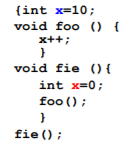 {int x=10;
void foo () {
x++;
}
void fie (){
int x=0;
foo();
}
fie();